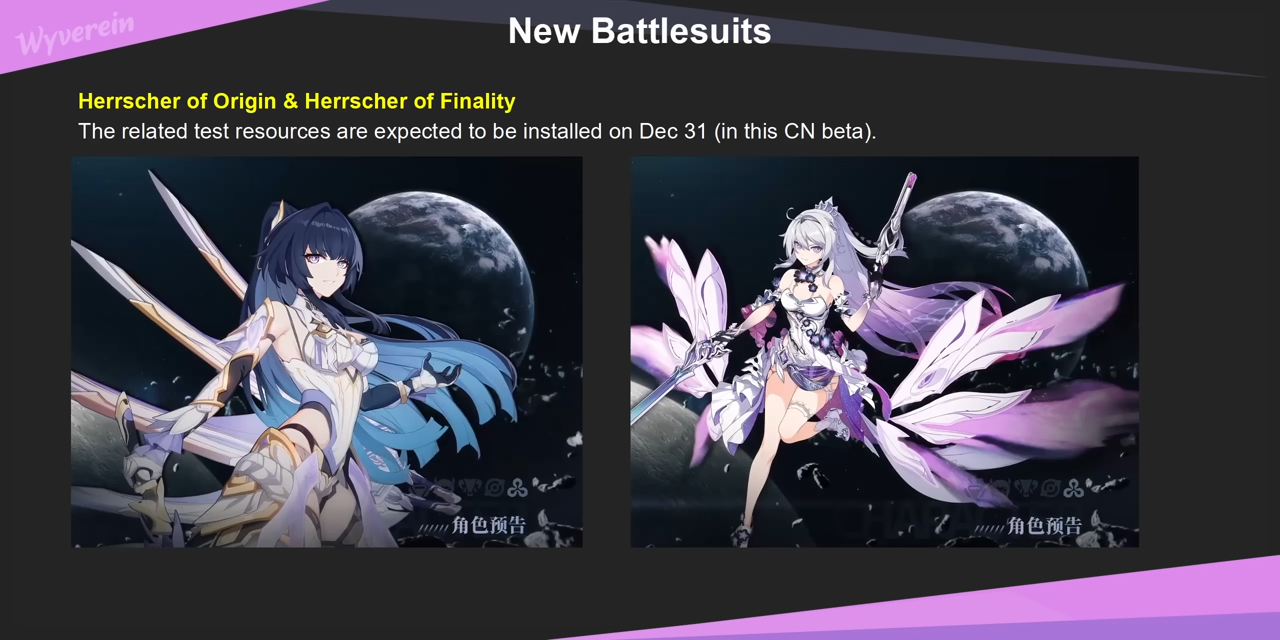 Wyverein
New Battlesuits
Herrscher of Origin & Herrscher of Finality
The related test resources are expected to be installed on Dec 31 (in this CN beta).
角色预告
角色预告